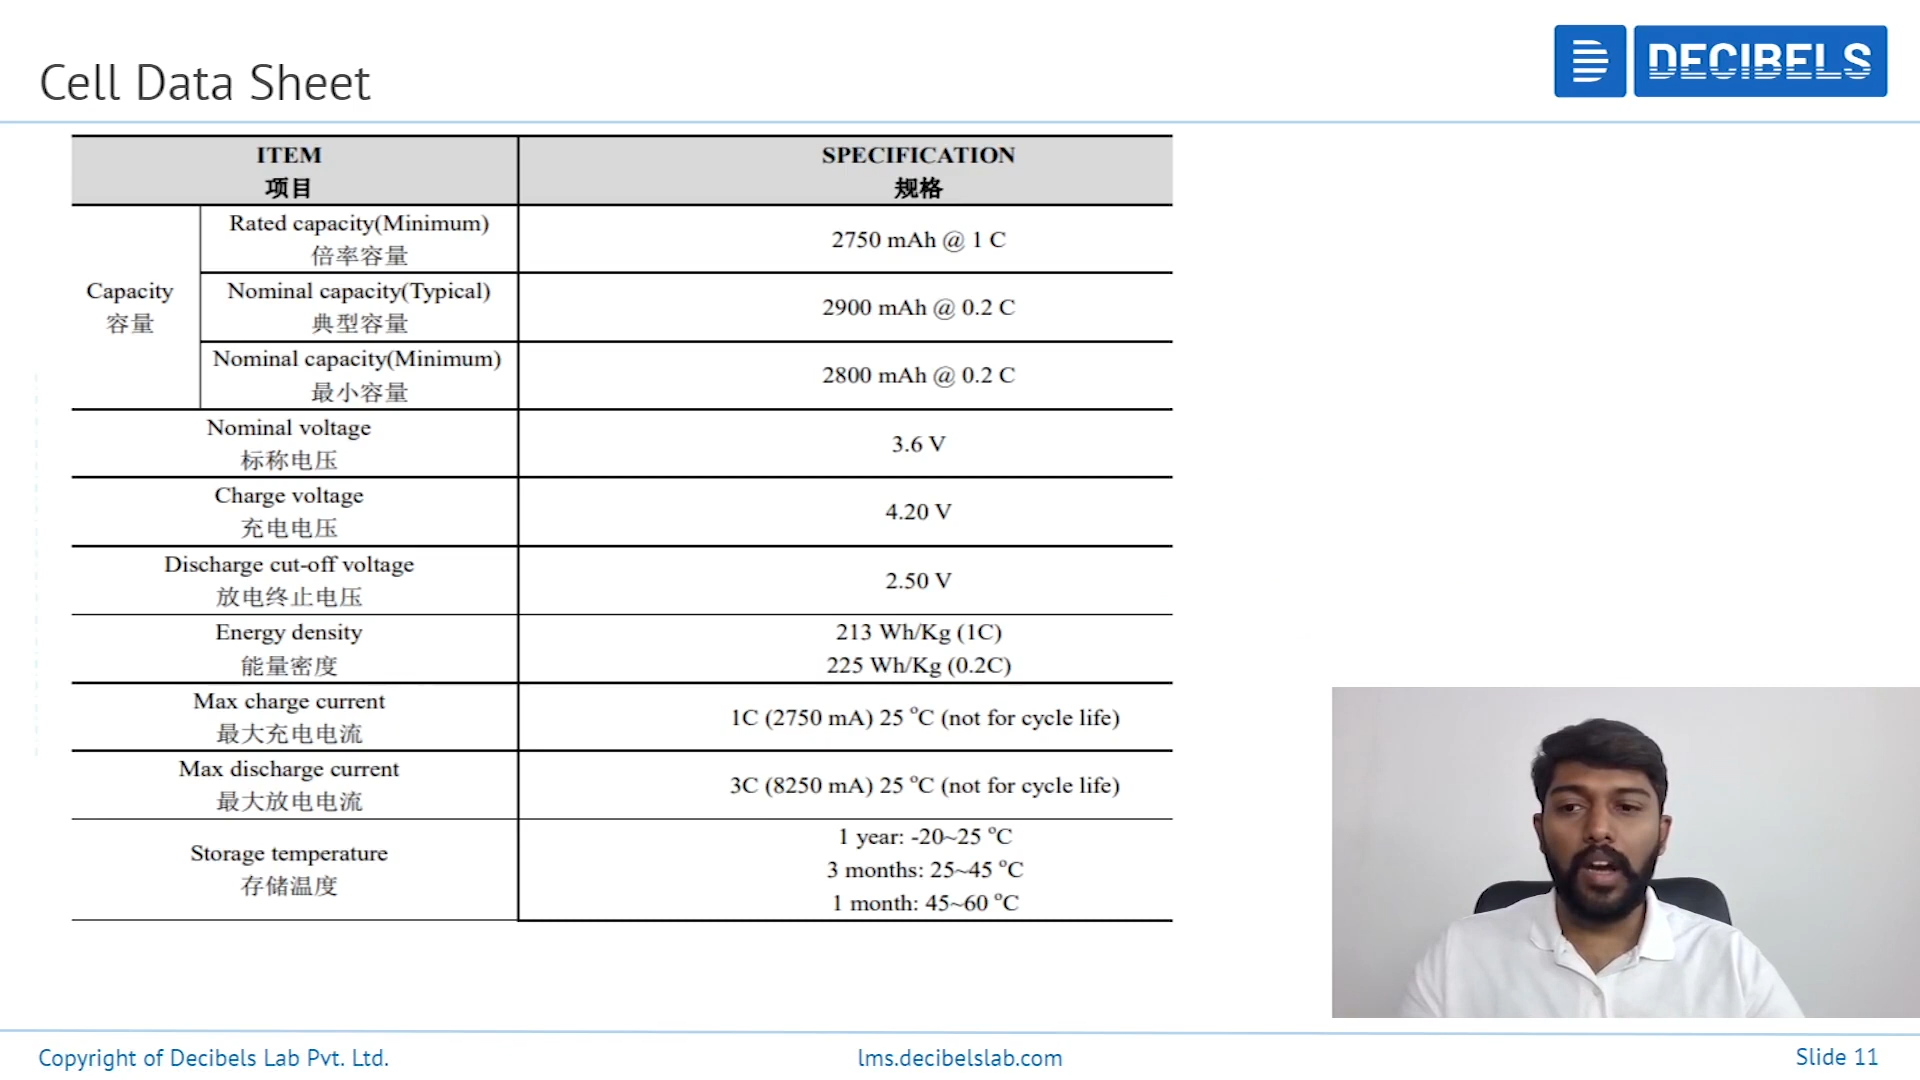 Cell Data Sheet
DECIBELS
ITEM
项目
SPECIFICATION
规格
Capacity
容量
Rated capacity(Minimum)
倍率容量
2750 mAh @ 1 C
Nominal capacity(Typical)
典型容量
2900 mAh @ 0.2 C
Nominal capacity(Minimum)
最小容量
2800 mAh @ 0.2 C
Nominal voltage
标称电压
3.6 V
Charge voltage
充电电压
4.20 V
Discharge cut-off voltage
放电终止电压
2.50 V
Energy density
能量密度
213 Wh/Kg (1C)
225 Wh/Kg (0.2C)
Max charge current
最大充电电流
1C (2750 mA) 25 °C (not for cycle life)
Max discharge current
最大放电电流
3C (8250 mA) 25 °C (not for cycle life)
Storage temperature
存储温度
1 year: -20~25 °C
3 months: 25~45 °C
1 month: 45~60 °C
Copyright of Decibels Lab Pvt. Ltd.
lms.decibelslab.com
Slide 11